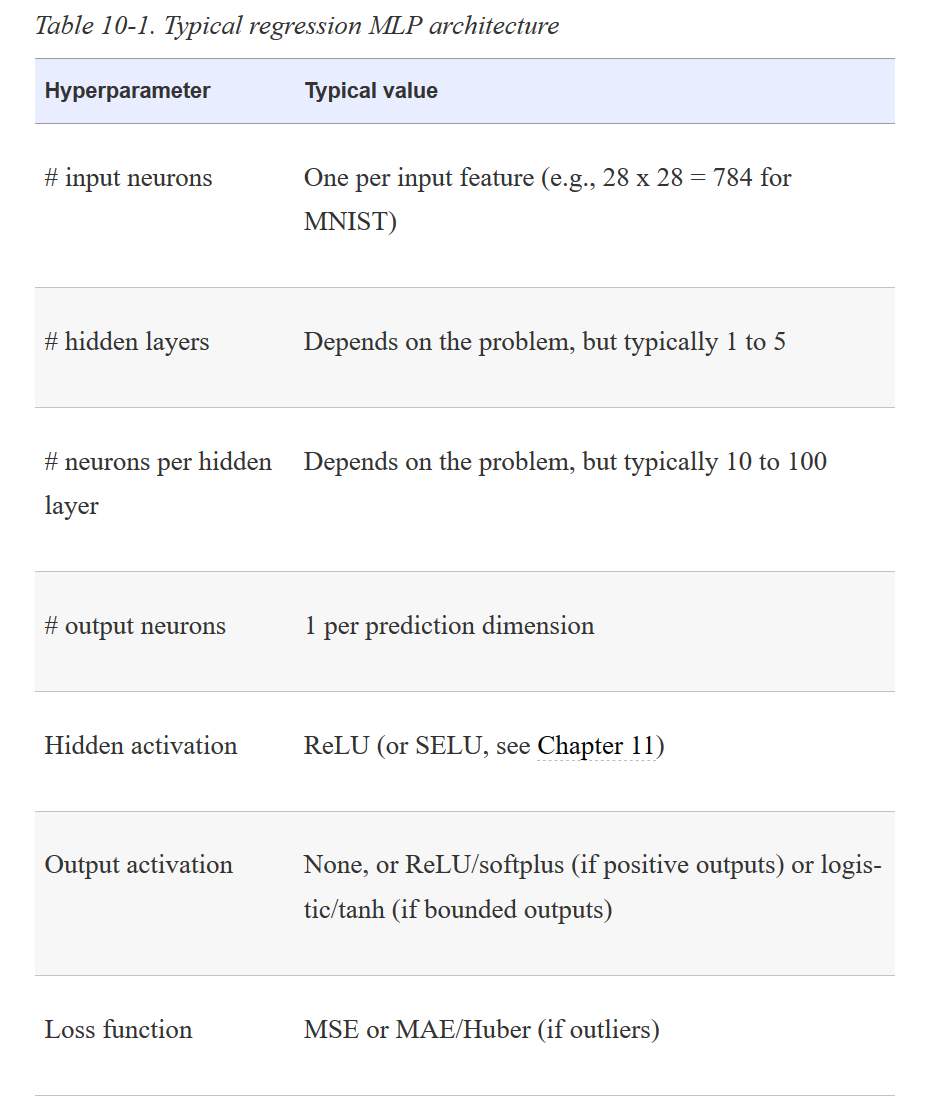 Table 10-1. Typical regression MLP architecture
Hyperparameter Typical value
# input neurons One per input feature (e.g., 28 x 28 = 784 for
MNIST)
# hidden layers Depends on the problem, but typically 1 to 5
# neurons per hidden Depends on the problem, but typically 10 to 100
layer
# output neurons 1 per prediction dimension
Hidden activation ReLU (or SELU, see Chapter 11)
Output activation None, or ReLU/softplus (if positive outputs) or logis-
tic/tanh (if bounded outputs)
Loss function MSE or MAE/Huber (if outliers)